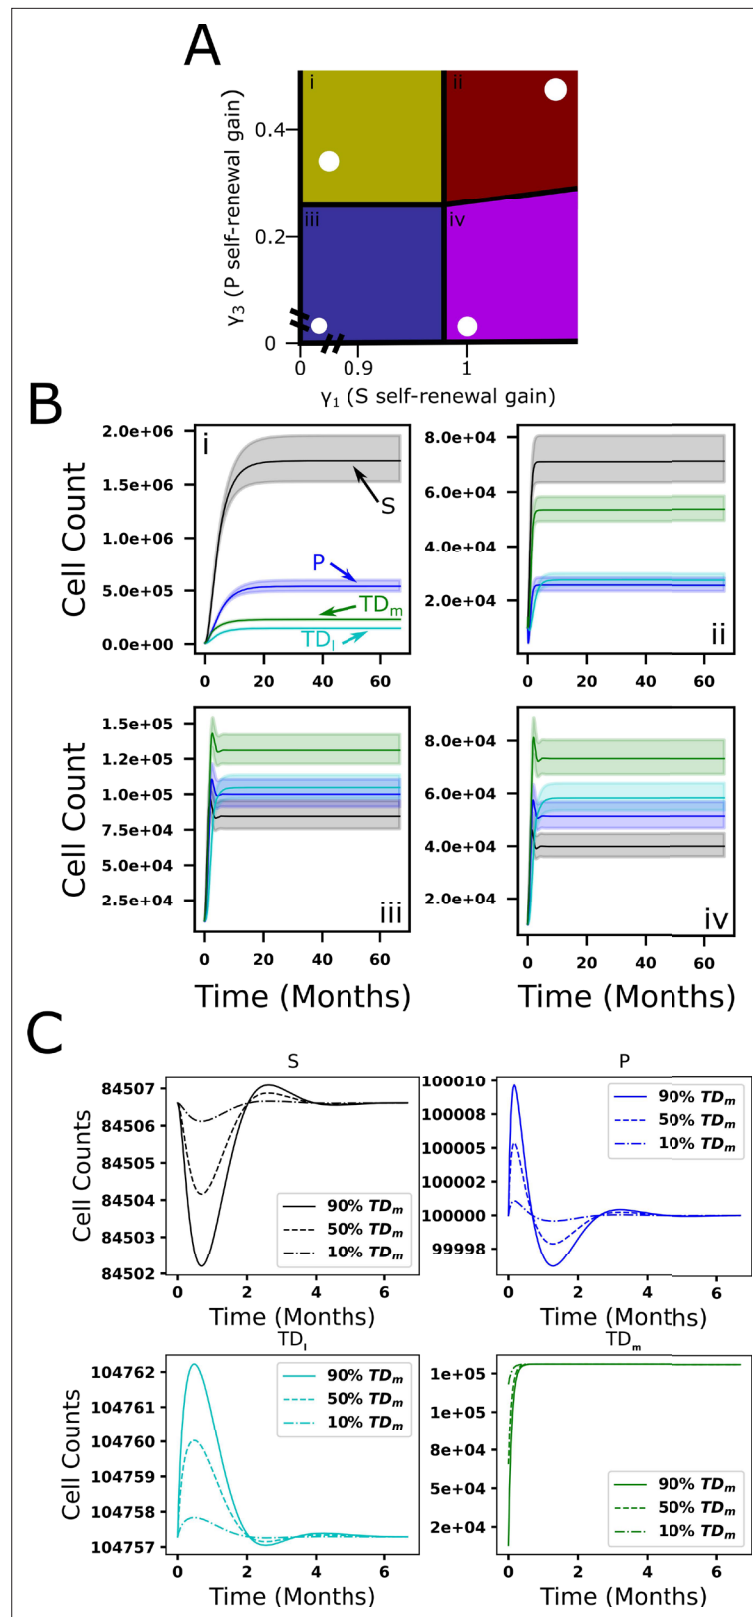 A
i
ii
0.4
0.2
iii
iv
0
γ3 (P self-renewal gain)
0
0.9
1
γ1 (S self-renewal gain)
B
2.0e+06
1.5e+06
1.0e+06
5.0e+05
0.0e+00
Cell Count
i
S
P
TDm
TDl
0
20
40
60
8.0e+04
6.0e+04
4.0e+04
2.0e+04
ii
0
20
40
60
1.5e+05
1.3e+05
1.0e+05
7.5e+04
5.0e+04
2.5e+04
Cell Count
iii
0
20
40
60
Time (Months)
8.0e+04
6.0e+04
4.0e+04
2.0e+04
iv
0
20
40
60
Time (Months)
C
S
84507
84506
84505
84504
84503
84502
Cell Counts
90% TDm
50% TDm
10% TDm
0
2
4
6
Time (Months)
P
100010
100008
100005
100002
100000
99998
90% TDm
50% TDm
10% TDm
0
2
4
6
Time (Months)
TDl
104762
104761
104760
104759
104758
104757
Cell Counts
90% TDm
50% TDm
10% TDm
0
2
4
6
Time (Months)
TDm
1e+05
1e+05
8e+04
6e+04
4e+04
2e+04
90% TDm
50% TDm
10% TDm
0
2
4
6
Time (Months)